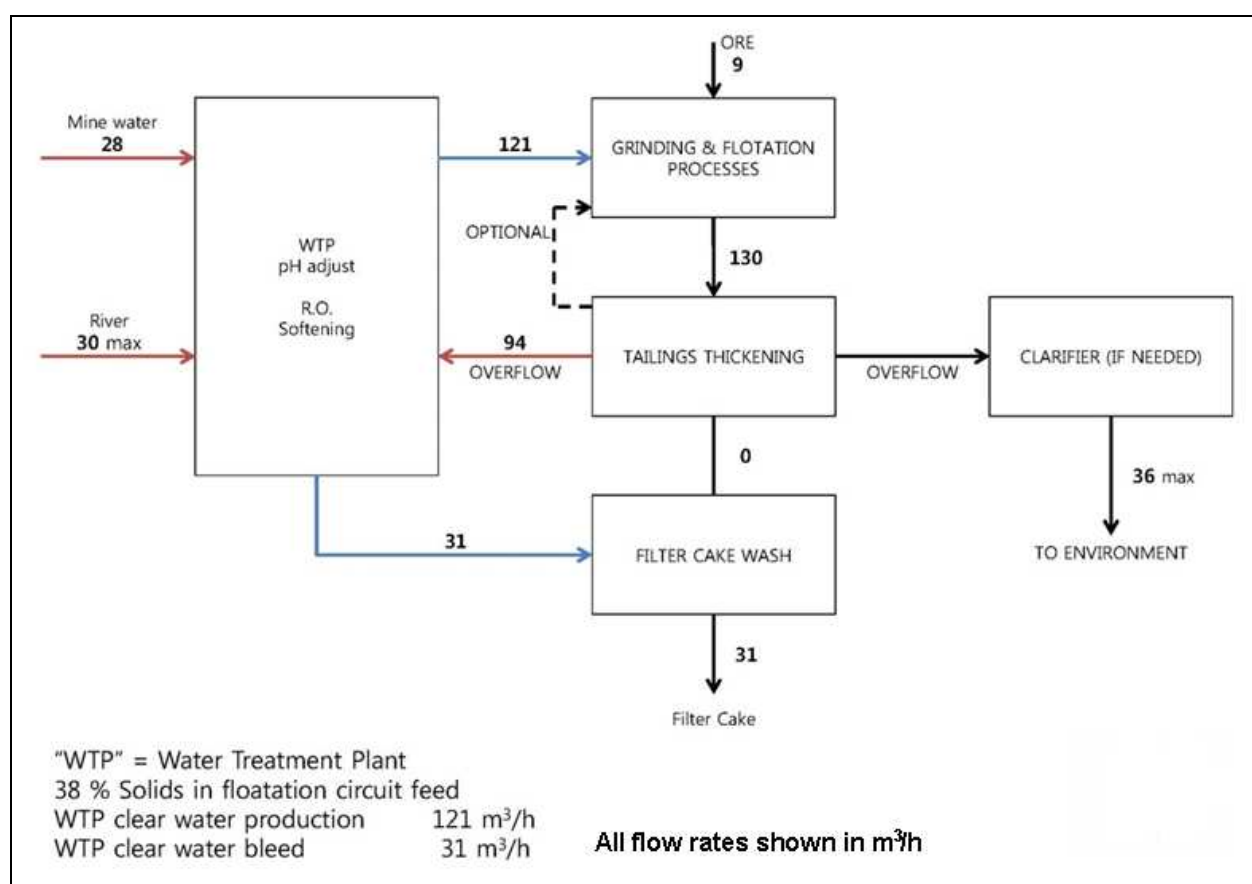 ORE
9
Mine water
28
121
GRINDING & FLOTATION
PROCESSES
OPTIONAL
130
WTP
pH adjust
R.O.
Softening
River
30 max
94
OVERFLOW
TAILINGS THICKENING
OVERFLOW
CLARIFIER (IF NEEDED)
0
36 max
31
FILTER CAKE WASH
TO ENVIRONMENT
31
Filter Cake
"WTP" = Water Treatment Plant
38 % Solids in floatation circuit feed
WTP clear water production 121 m³/h
WTP clear water bleed 31 m³/h
All flow rates shown in m³/h